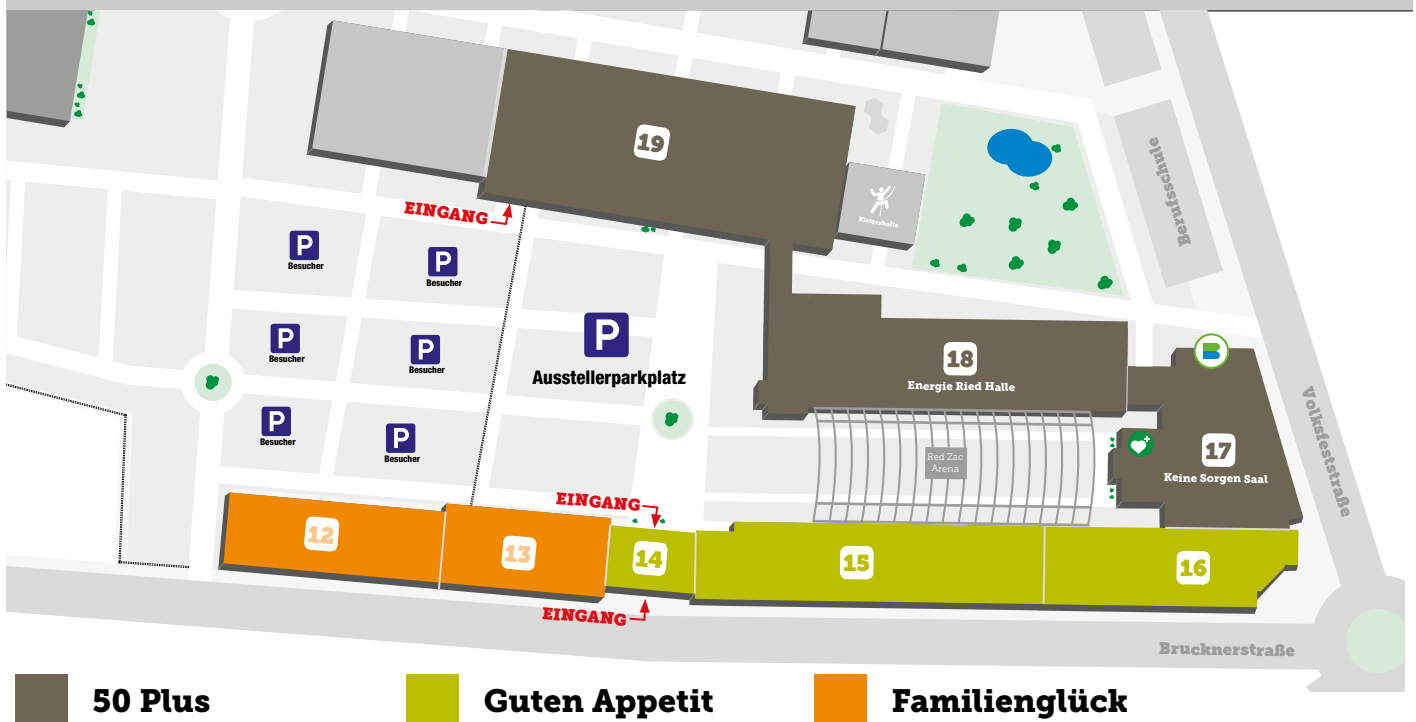 19
Kletterhalle
Berufsschule
EINGANG
P
Besucher
P
Besucher
P
Besucher
P
Besucher
P
Ausstellerparkplatz
P
Besucher
P
Besucher
18
Energie Ried Halle
B
Volksfeststraße
Red Zac
Arena
17
Keine Sorgen Saal
EINGANG
12
13
14
15
16
EINGANG
Brucknerstraße
50 Plus
Guten Appetit
Familienglück